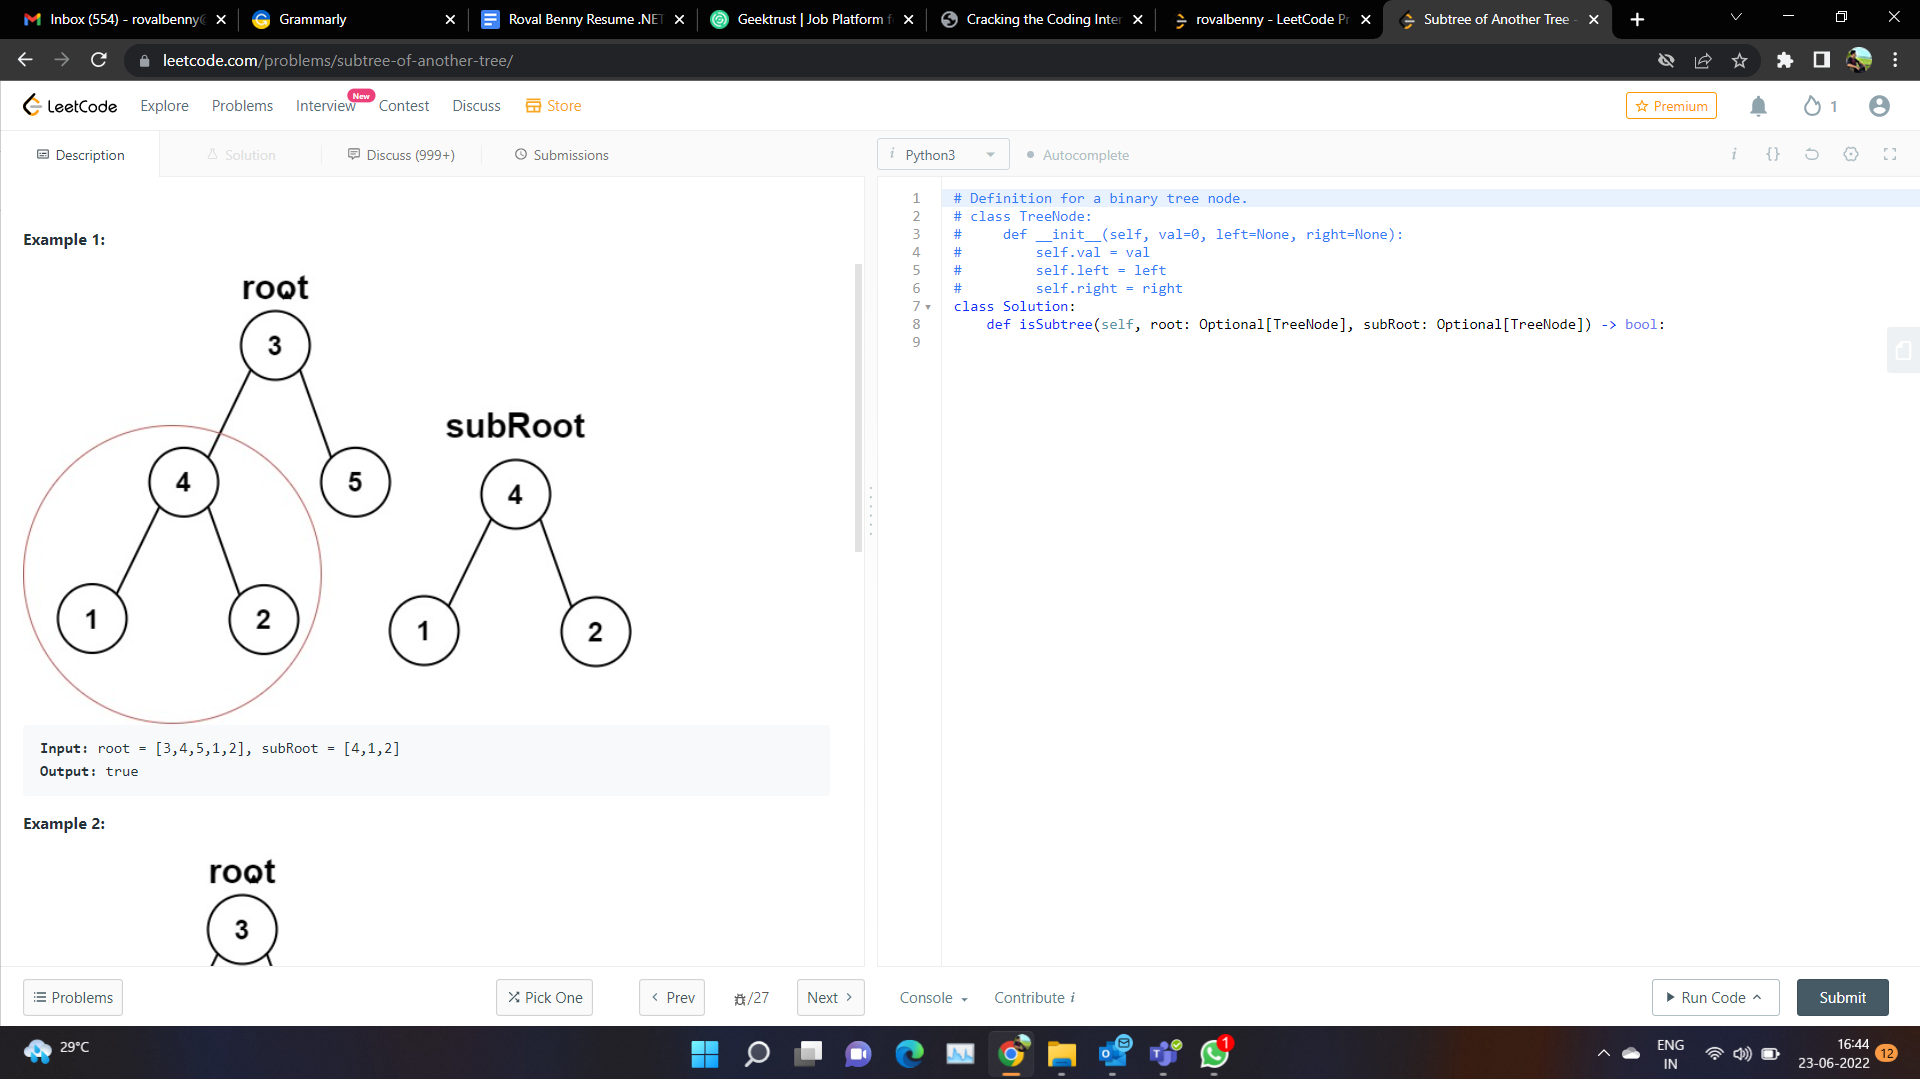 Inbox (554) - rovalbenny@
Grammarly
Roval Benny Resume .NET
Geektrust | Job Platform f
Cracking the Coding Inter
rovalbenny - LeetCode Pr
Subtree of Another Tree -
leetcode.com/problems/subtree-of-another-tree/
LeetCode
Explore
Problems
Interview
New
Contest
Discuss
Store
Premium
1
Description
Solution
Discuss (999+)
Submissions
i Python3
Autocomplete
i {}
Example 1:
root
3
4
5
1
2
subRoot
4
1
2
Input: root = [3,4,5,1,2], subRoot = [4,1,2]
Output: true
Example 2:
root
3
1 # Definition for a binary tree node.
2 # class TreeNode:
3 #     def __init__(self, val=0, left=None, right=None):
4 #         self.val = val
5 #         self.left = left
6 #         self.right = right
7 class Solution:
8     def isSubtree(self, root: Optional[TreeNode], subRoot: Optional[TreeNode]) -> bool:
9
Problems
Pick One
Prev
/27
Next
Console
Contribute i
Run Code
Submit
29°C
1
ENG
IN
16:44
23-06-2022
12